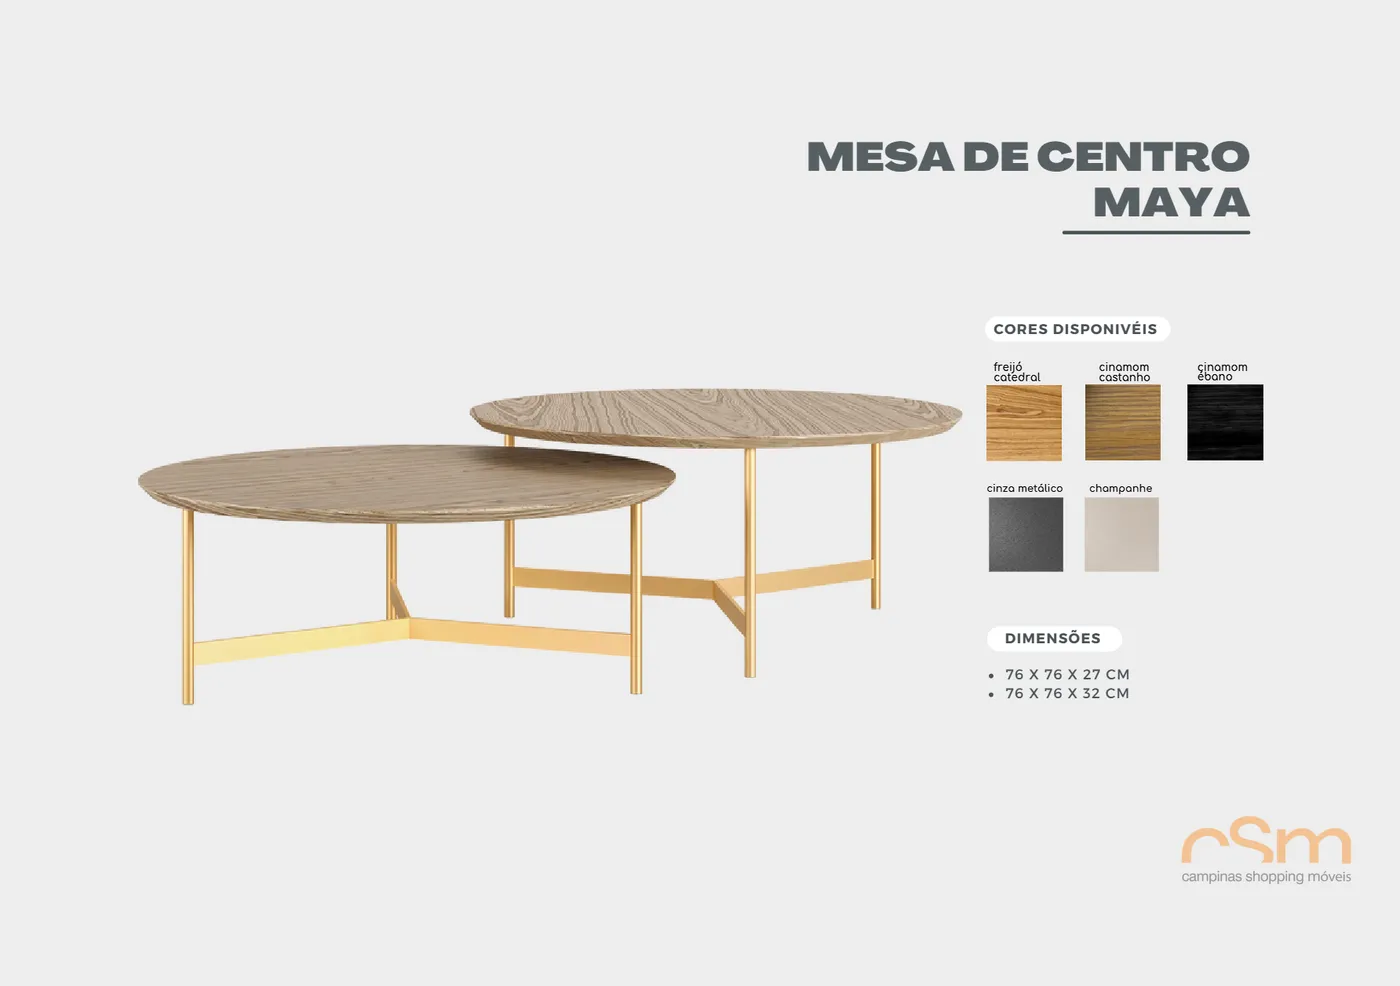 MESA DE CENTRO
MAYA
CORES DISPONIVÉIS
freijó
catedral
cinamom
castanho
cinamom
ébano
cinza metálico
champanhe
DIMENSÕES
• 76 X 76 X 27 CM
• 76 X 76 X 32 CM
rsm
campinas shopping móveis